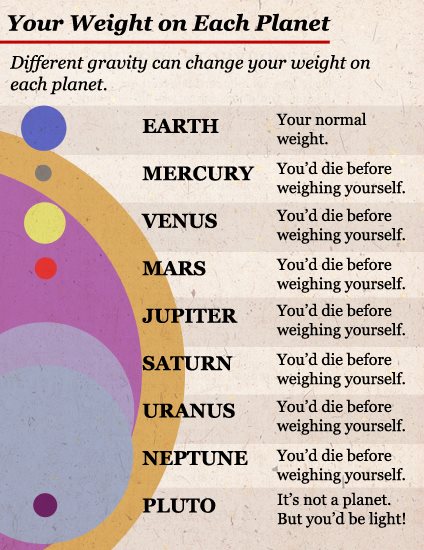 Your Weight on Each Planet
Different gravity can change your weight on
each planet.
EARTH
Your normal
weight.
MERCURY
You’d die before
weighing yourself.
VENUS
You’d die before
weighing yourself.
MARS
You’d die before
weighing yourself.
JUPITER
You’d die before
weighing yourself.
SATURN
You’d die before
weighing yourself.
URANUS
You’d die before
weighing yourself.
NEPTUNE
You’d die before
weighing yourself.
PLUTO
It’s not a planet.
But you’d be light!